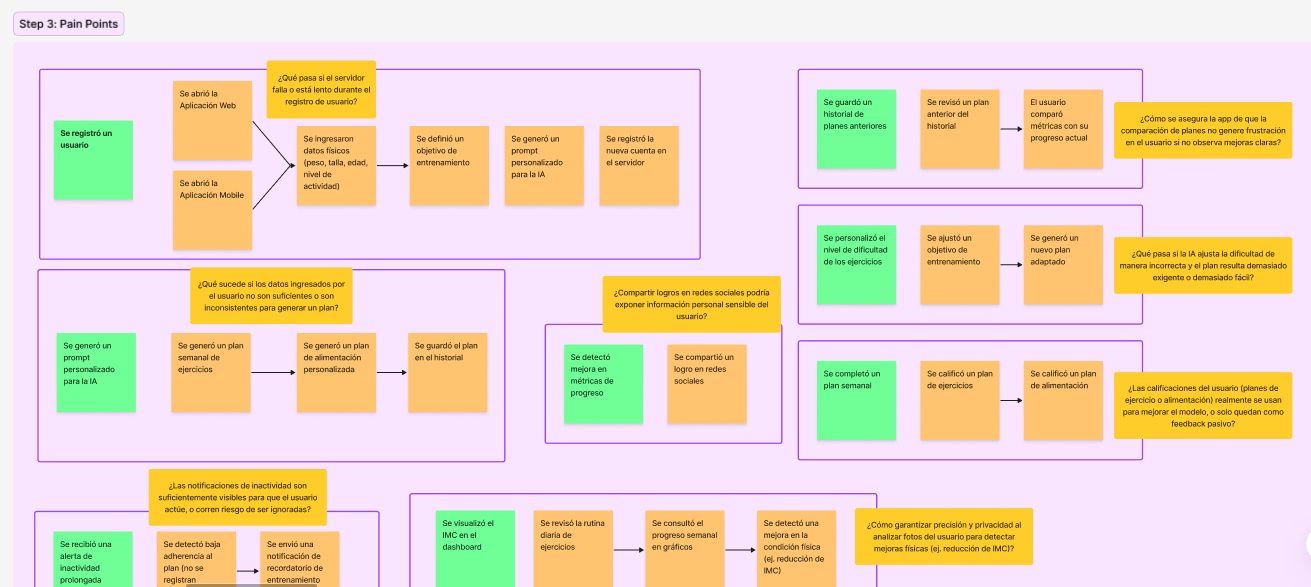 Step 3: Pain Points
¿Qué pasa si el servidor
falla o está lento durante el
registro de usuario?
Se registró un
usuario
Se abrió la
Aplicación Web
Se abrió la
Aplicación Mobile
Se ingresaron
datos físicos
(peso, talla, edad,
nivel de
actividad)
Se definió un
objetivo de
entrenamiento
Se generó un
prompt
personalizado
para la IA
Se registró la
nueva cuenta en
el servidor
Se guardó un
historial de
planes anteriores
Se revisó un plan
anterior del
historial
El usuario
comparó
métricas con su
progreso actual
¿Cómo se asegura la app de que la
comparación de planes no genere frustración
en el usuario si no observa mejoras claras?
Se personalizó el
nivel de dificultad
de los ejercicios
Se ajustó un
objetivo de
entrenamiento
Se generó un
nuevo plan
adaptado
¿Qué pasa si la IA ajusta la dificultad de
manera incorrecta y el plan resulta demasiado
exigente o demasiado fácil?
¿Qué sucede si los datos ingresados por
el usuario no son suficientes o son
inconsistentes para generar un plan?
Se generó un
prompt
personalizado
para la IA
Se generó un plan
semanal de
ejercicios
Se generó un plan
de alimentación
personalizada
Se guardó el plan
en el historial
¿Compartir logros en redes sociales podría
exponer información personal sensible del
usuario?
Se detectó
mejora en
métricas de
progreso
Se compartió un
logro en redes
sociales
Se completó un
plan semanal
Se calificó un plan
de ejercicios
Se calificó un plan
de alimentación
¿Las calificaciones del usuario (planes de
ejercicio o alimentación) realmente se usan
para mejorar el modelo, o solo quedan como
feedback pasivo?
¿Las notificaciones de inactividad son
suficientemente visibles para que el usuario
actúe, o corren riesgo de ser ignoradas?
Se recibió una
alerta de
inactividad
prolongada
Se detectó baja
adherencia al
plan (no se
registran
Se envió una
notificación de
recordatorio de
entrenamiento
Se visualizó el
IMC en el
dashboard
Se revisó la rutina
diaria de
ejercicios
Se consultó el
progreso semanal
en gráficos
Se detectó una
mejora en la
condición física
(ej. reducción de
IMC)
¿Cómo garantizar precisión y privacidad al
analizar fotos del usuario para detectar
mejoras físicas (ej. reducción de IMC)?